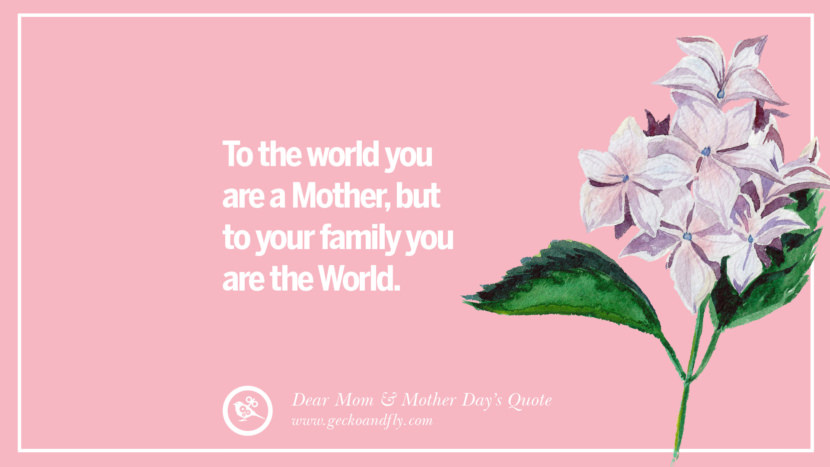 To the world you
are a Mother, but
to your family you
are the World.
Dear Mom & Mother Day's Quote
www.geckoandfly.com